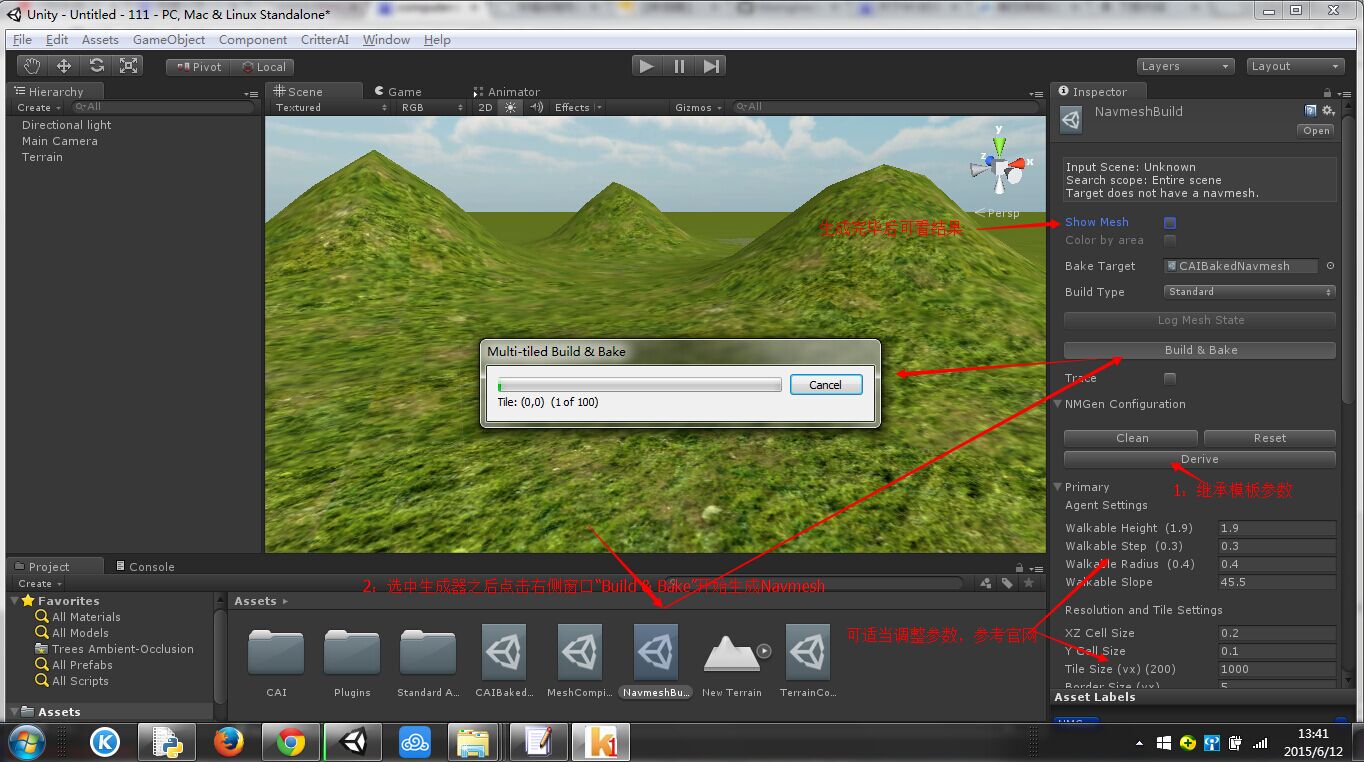 Unity - Untitled - 111 - PC, Mac & Linux Standalone*
File Edit Assets GameObject Component CritterAI Window Help
Pivot Local
Layers Layout
Hierarchy
Create All
Directional light
Main Camera
Terrain
Scene Game Animator
Textured RGB 2D Effects Gizmos All
y
z x
Persp
生成完毕后可看结果
Multi-tiled Build & Bake
Cancel
Tile: (0,0) (1 of 100)
Inspector
NavmeshBuild
Open
Input Scene: Unknown
Search scope: Entire scene
Target does not have a navmesh.
Show Mesh
Color by area
Bake Target CAIBakedNavmesh
Build Type Standard
Log Mesh State
Build & Bake
Trace
NMGen Configuration
Clean Reset
Derive
1：继承模板参数
Primary
Agent Settings
Walkable Height (1.9) 1.9
Walkable Step (0.3) 0.3
Walkable Radius (0.4) 0.4
Walkable Slope 45.5
Resolution and Tile Settings
XZ Cell Size 0.2
Y Cell Size 0.1
Tile Size (vx) (200) 1000
Border Size (vx) 5
可适当调整参数，参考官网
Asset Labels
Project Console
Create
2：选中生成器之后点击右侧窗口“Build & Bake”开始生成Navmesh
Favorites
All Materials
All Models
Trees Ambient-Occlusion
All Prefabs
All Scripts
Assets
Assets
CAI Plugins Standard A... CAIBaked... MeshCompi... NavmeshBu... New Terrain TerrainCo...
13:41
2015/6/12